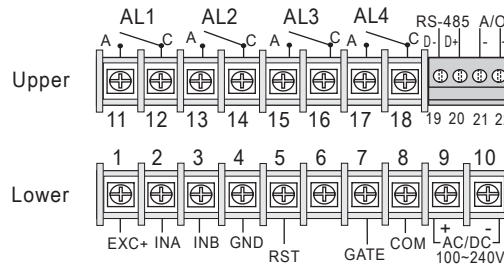 AL1 AL2 AL3 AL4
A C A C A C A C RS-485 A/O
D- D+ -
Upper
11 12 13 14 15 16 17 18 19 20 21
1 2 3 4 5 6 7 8 9 10
Lower
+ -
EXC+ INA INB GND RST GATE COM AC/DC
100~240V